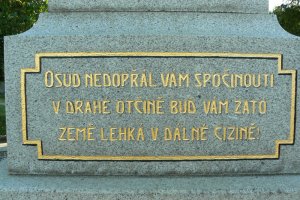 OSUD NEDOPŘÁL VÁM SPOČINOUTI
V DRAHÉ OTČINĚ BUĎ VÁM ZATO
ZEMĚ LEHKÁ V DÁLNÉ CIZINĚ!